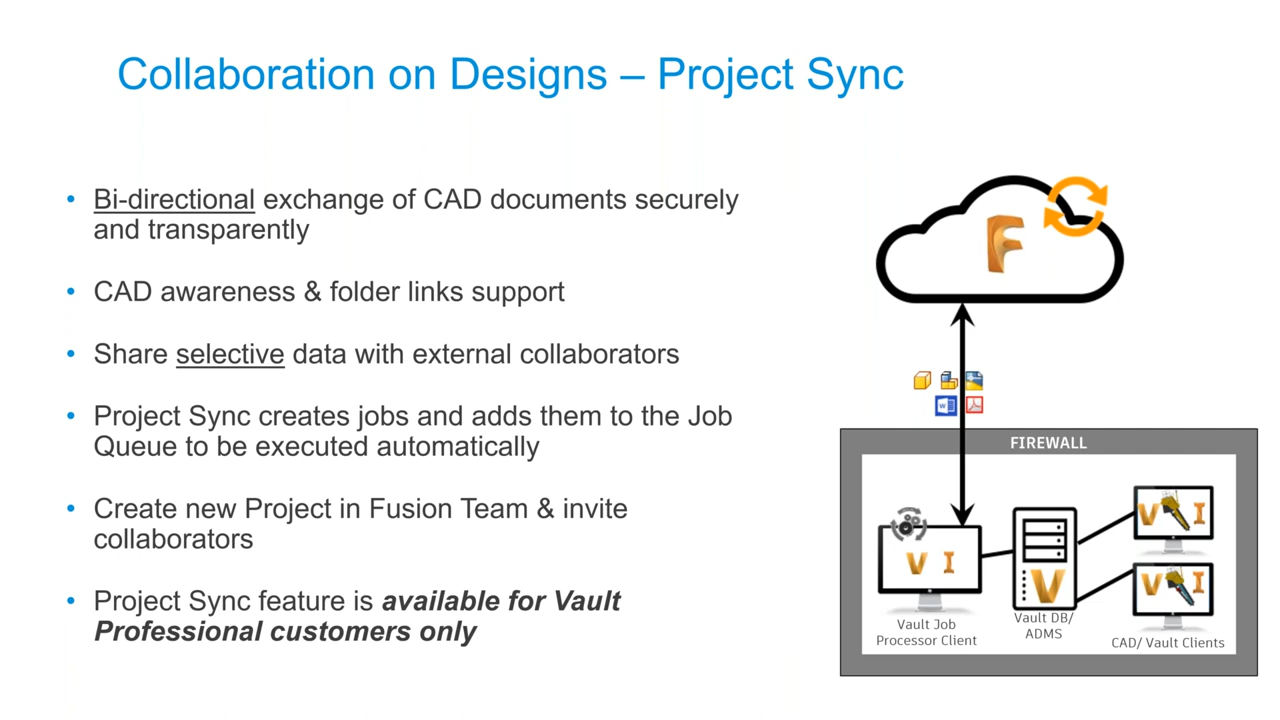 Collaboration on Designs – Project Sync
• Bi-directional exchange of CAD documents securely
and transparently
• CAD awareness & folder links support
• Share selective data with external collaborators
• Project Sync creates jobs and adds them to the Job
Queue to be executed automatically
• Create new Project in Fusion Team & invite
collaborators
• Project Sync feature is available for Vault
Professional customers only
F
W
FIREWALL
V I
V
V I
V I
Vault Job
Processor Client
Vault DB/
ADMS
CAD/ Vault Clients